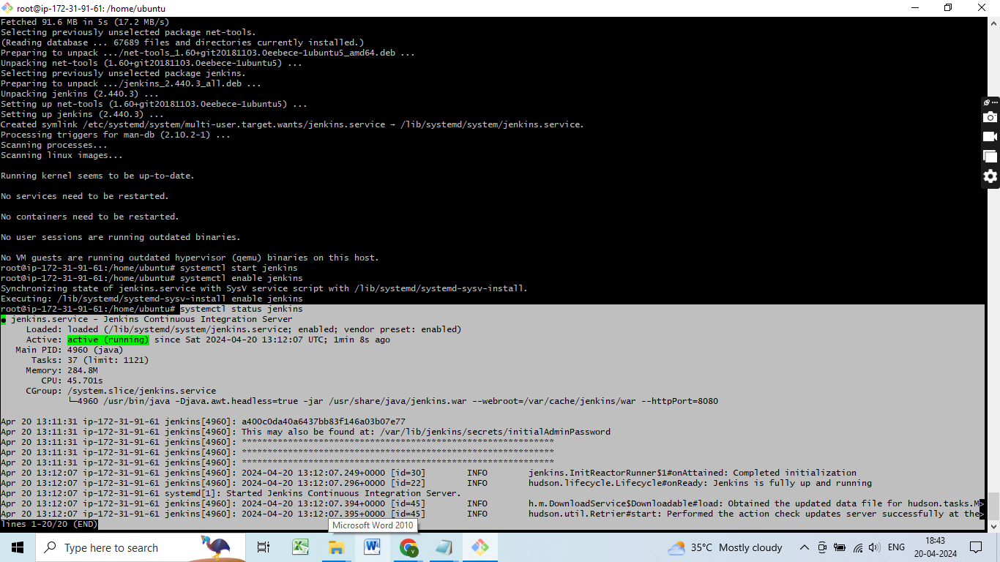 root@ip-172-31-91-61: /home/ubuntu
Fetched 91.6 MB in 5s (17.2 MB/s)
Selecting previously unselected package net-tools.
(Reading database ... 67689 files and directories currently installed.)
Preparing to unpack .../net-tools_1.60+git20181103.0eebece-1ubuntu5_amd64.deb ...
Unpacking net-tools (1.60+git20181103.0eebece-1ubuntu5) ...
Selecting previously unselected package jenkins.
Preparing to unpack .../jenkins_2.440.3_all.deb ...
Unpacking jenkins (2.440.3) ...
Setting up net-tools (1.60+git20181103.0eebece-1ubuntu5) ...
Setting up jenkins (2.440.3) ...
Created symlink /etc/systemd/system/multi-user.target.wants/jenkins.service → /lib/systemd/system/jenkins.service.
Processing triggers for man-db (2.10.2-1) ...
Scanning processes...
Scanning linux images...
Running kernel seems to be up-to-date.
No services need to be restarted.
No containers need to be restarted.
No user sessions are running outdated binaries.
No VM guests are running outdated hypervisor (qemu) binaries on this host.
root@ip-172-31-91-61:/home/ubuntu# systemctl start jenkins
root@ip-172-31-91-61:/home/ubuntu# systemctl enable jenkins
Synchronizing state of jenkins.service with SysV service script with /lib/systemd/systemd-sysv-install.
Executing: /lib/systemd/systemd-sysv-install enable jenkins
root@ip-172-31-91-61:/home/ubuntu# systemctl status jenkins
● jenkins.service - Jenkins Continuous Integration Server
Loaded: loaded (/lib/systemd/system/jenkins.service; enabled; vendor preset: enabled)
Active: active (running) since Sat 2024-04-20 13:12:07 UTC; 1min 8s ago
Main PID: 4960 (java)
Tasks: 37 (limit: 1121)
Memory: 284.8M
CPU: 45.701s
CGroup: /system.slice/jenkins.service
└─4960 /usr/bin/java -Djava.awt.headless=true -jar /usr/share/java/jenkins.war --webroot=/var/cache/jenkins/war --httpPort=8080
Apr 20 13:11:31 ip-172-31-91-61 jenkins[4960]: a400c0da40a6437bb83f146a03b07e77
Apr 20 13:11:31 ip-172-31-91-61 jenkins[4960]: This may also be found at: /var/lib/jenkins/secrets/initialAdminPassword
Apr 20 13:11:31 ip-172-31-91-61 jenkins[4960]: *************************************************************
Apr 20 13:11:31 ip-172-31-91-61 jenkins[4960]: *************************************************************
Apr 20 13:11:31 ip-172-31-91-61 jenkins[4960]: *************************************************************
Apr 20 13:12:07 ip-172-31-91-61 jenkins[4960]: 2024-04-20 13:12:07.249+0000 [id=30] INFO jenkins.InitReactorRunner$1#onAttained: Completed initialization
Apr 20 13:12:07 ip-172-31-91-61 jenkins[4960]: 2024-04-20 13:12:07.296+0000 [id=22] INFO hudson.lifecycle.Lifecycle#onReady: Jenkins is fully up and running
Apr 20 13:12:07 ip-172-31-91-61 systemd[1]: Started Jenkins Continuous Integration Server.
Apr 20 13:12:07 ip-172-31-91-61 jenkins[4960]: 2024-04-20 13:12:07.394+0000 [id=45] INFO h.m.DownloadService$Downloadable#load: Obtained the updated data file for hudson.tasks.M>
Apr 20 13:12:07 ip-172-31-91-61 jenkins[4960]: 2024-04-20 13:12:07.395+0000 [id=45] INFO hudson.util.Retrier#start: Performed the action check updates server successfully at the>
lines 1-20/20 (END)
Microsoft Word 2010
Type here to search
35°C Mostly cloudy
ENG
18:43
20-04-2024